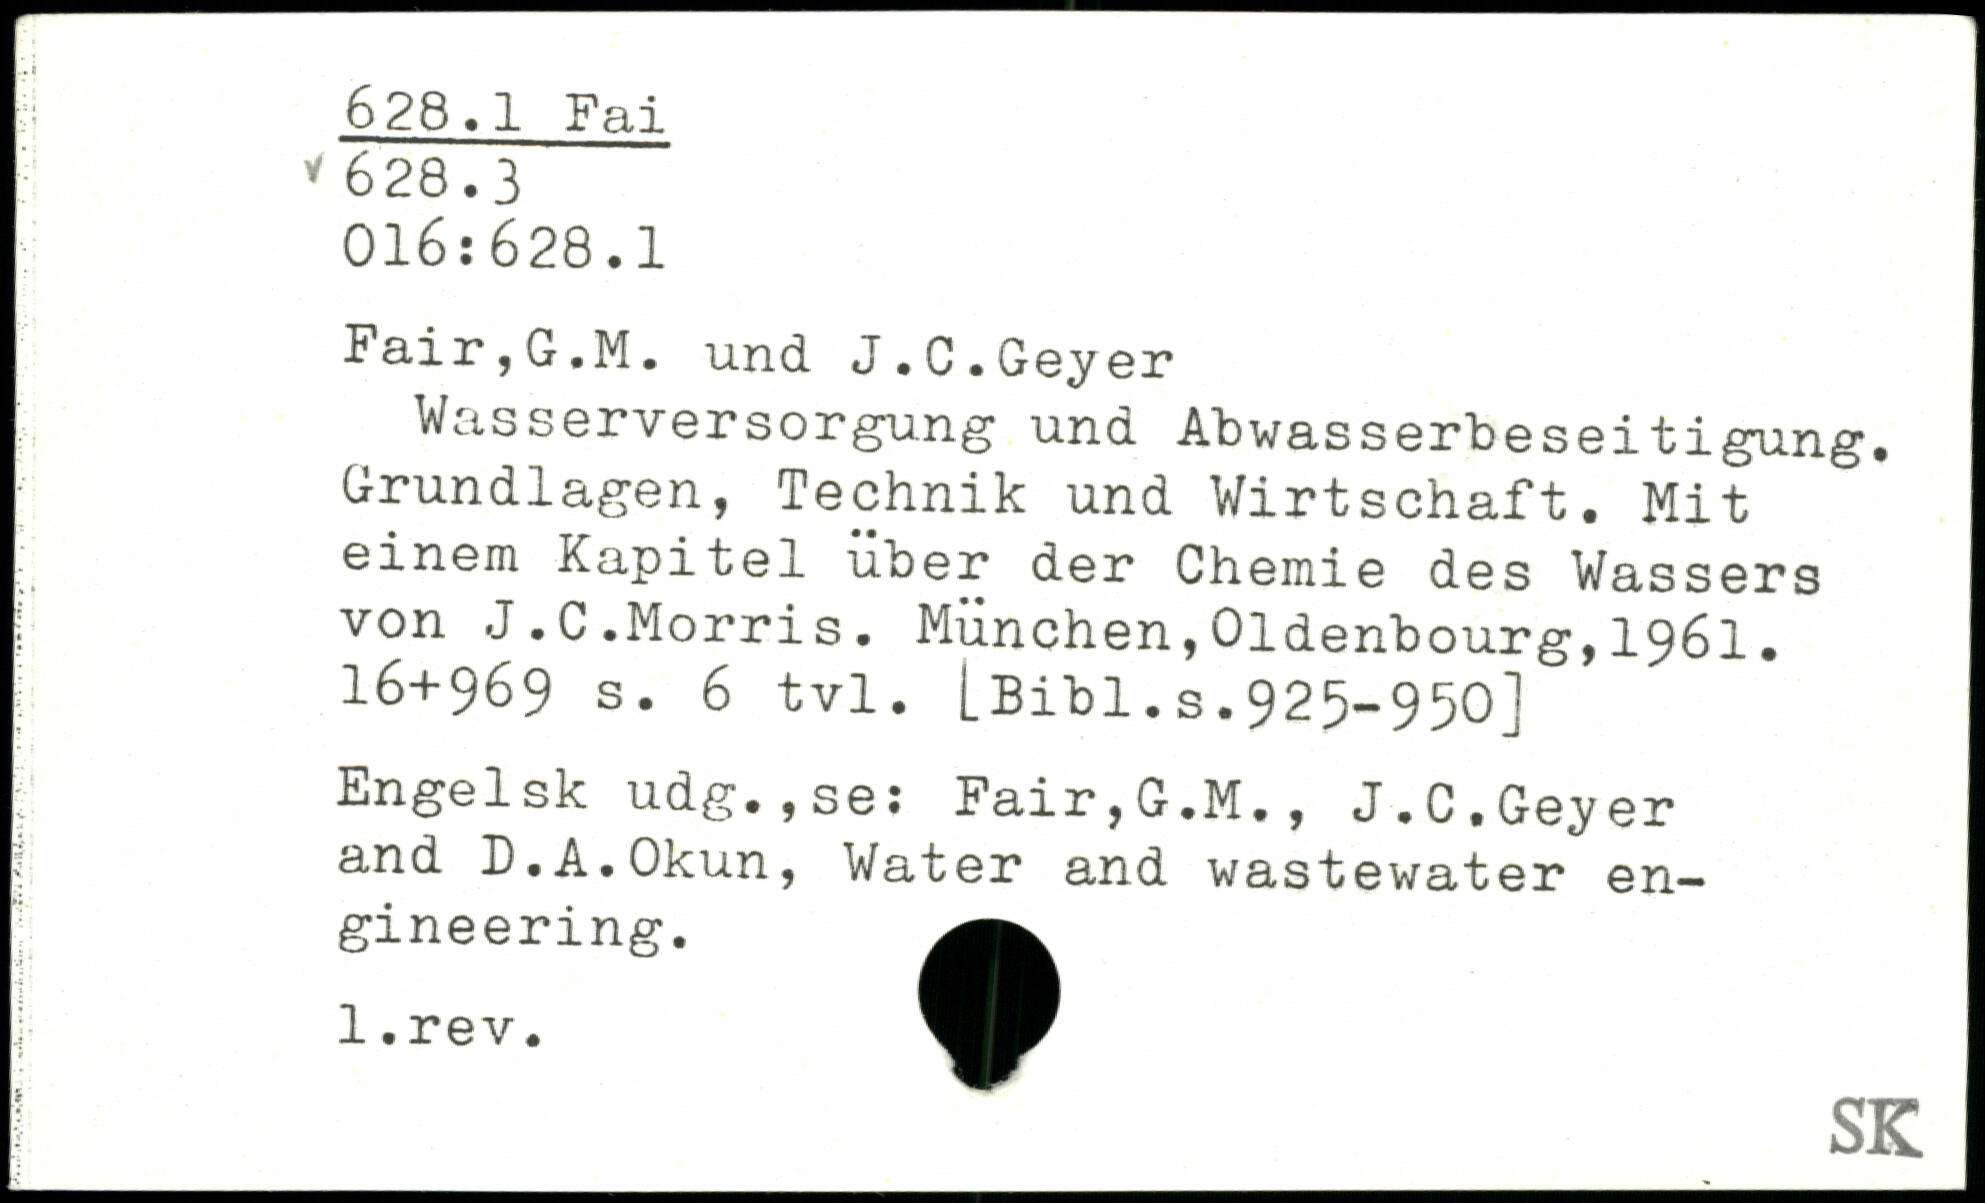 628.1 Fai
v 628.3
016:628.1
Fair,G.M. und J.C.Geyer
Wasserversorgung und Abwasserbeseitigung.
Grundlagen, Technik und Wirtschaft. Mit
einem Kapitel über der Chemie des Wassers
von J.C.Morris. München,Oldenbourg,1961.
16+969 s. 6 tvl. [Bibl.s.925-950]
Engelsk udg.,se: Fair,G.M., J.C.Geyer
and D.A.Okun, Water and wastewater en-
gineering.
1.rev.
SK